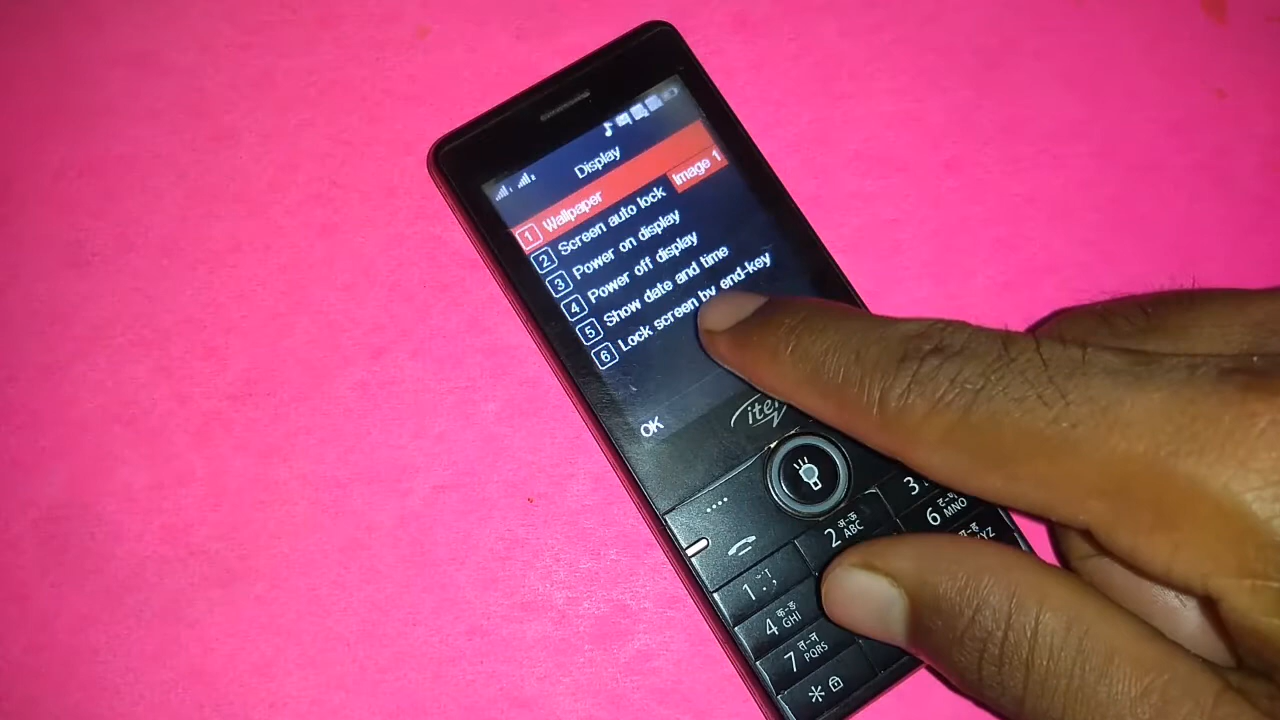 Display
1 Wallpaper
Image 1
2 Screen auto lock
3 Power on display
4 Power off display
5 Show date and time
6 Lock screen by end-key
OK
itel
1
2 अ-ऊ ABC
3
4 क-ङ GHI
6 ट-ण MNO
7 त-न PQRS
*